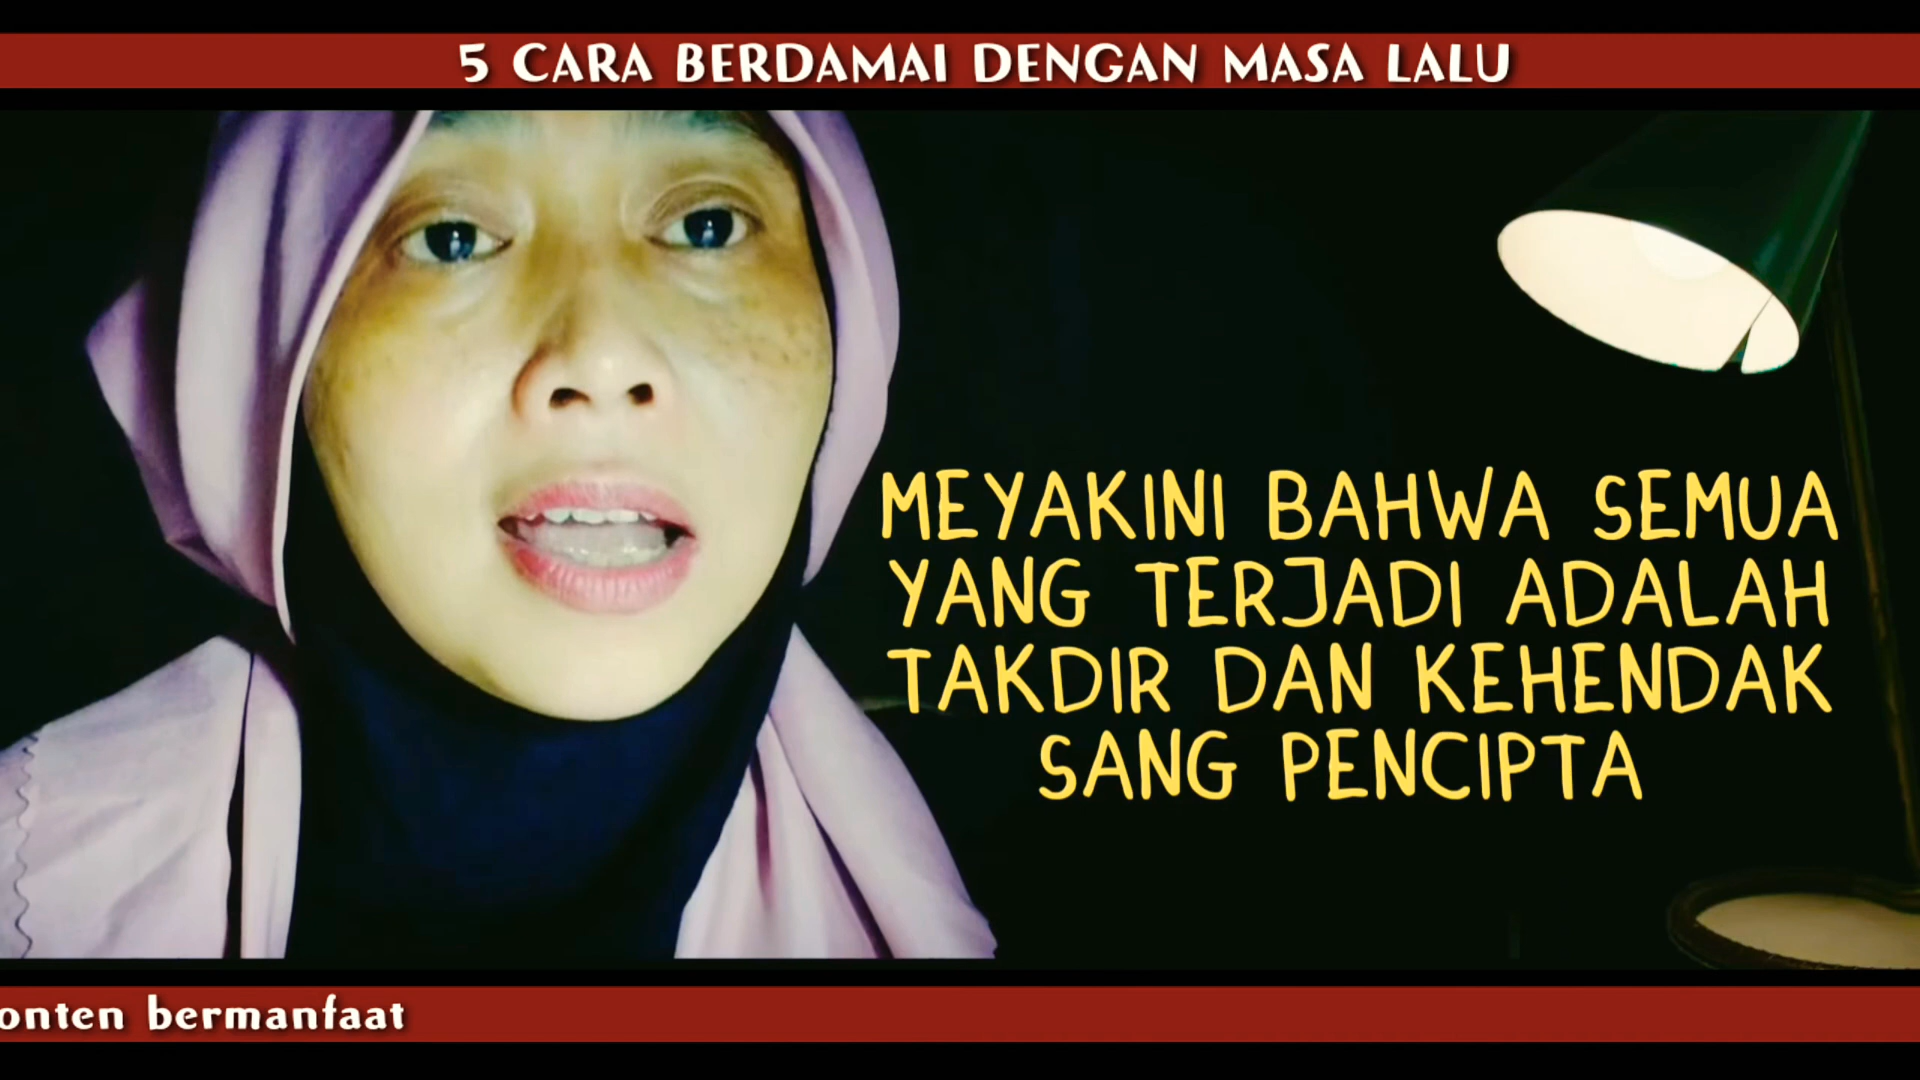 5 CARA BERDAMAI DENGAN MASA LALU
MEYAKINI BAHWA SEMUA
YANG TERJADI ADALAH
TAKDIR DAN KEHENDAK
SANG PENCIPTA
onten bermanfaat